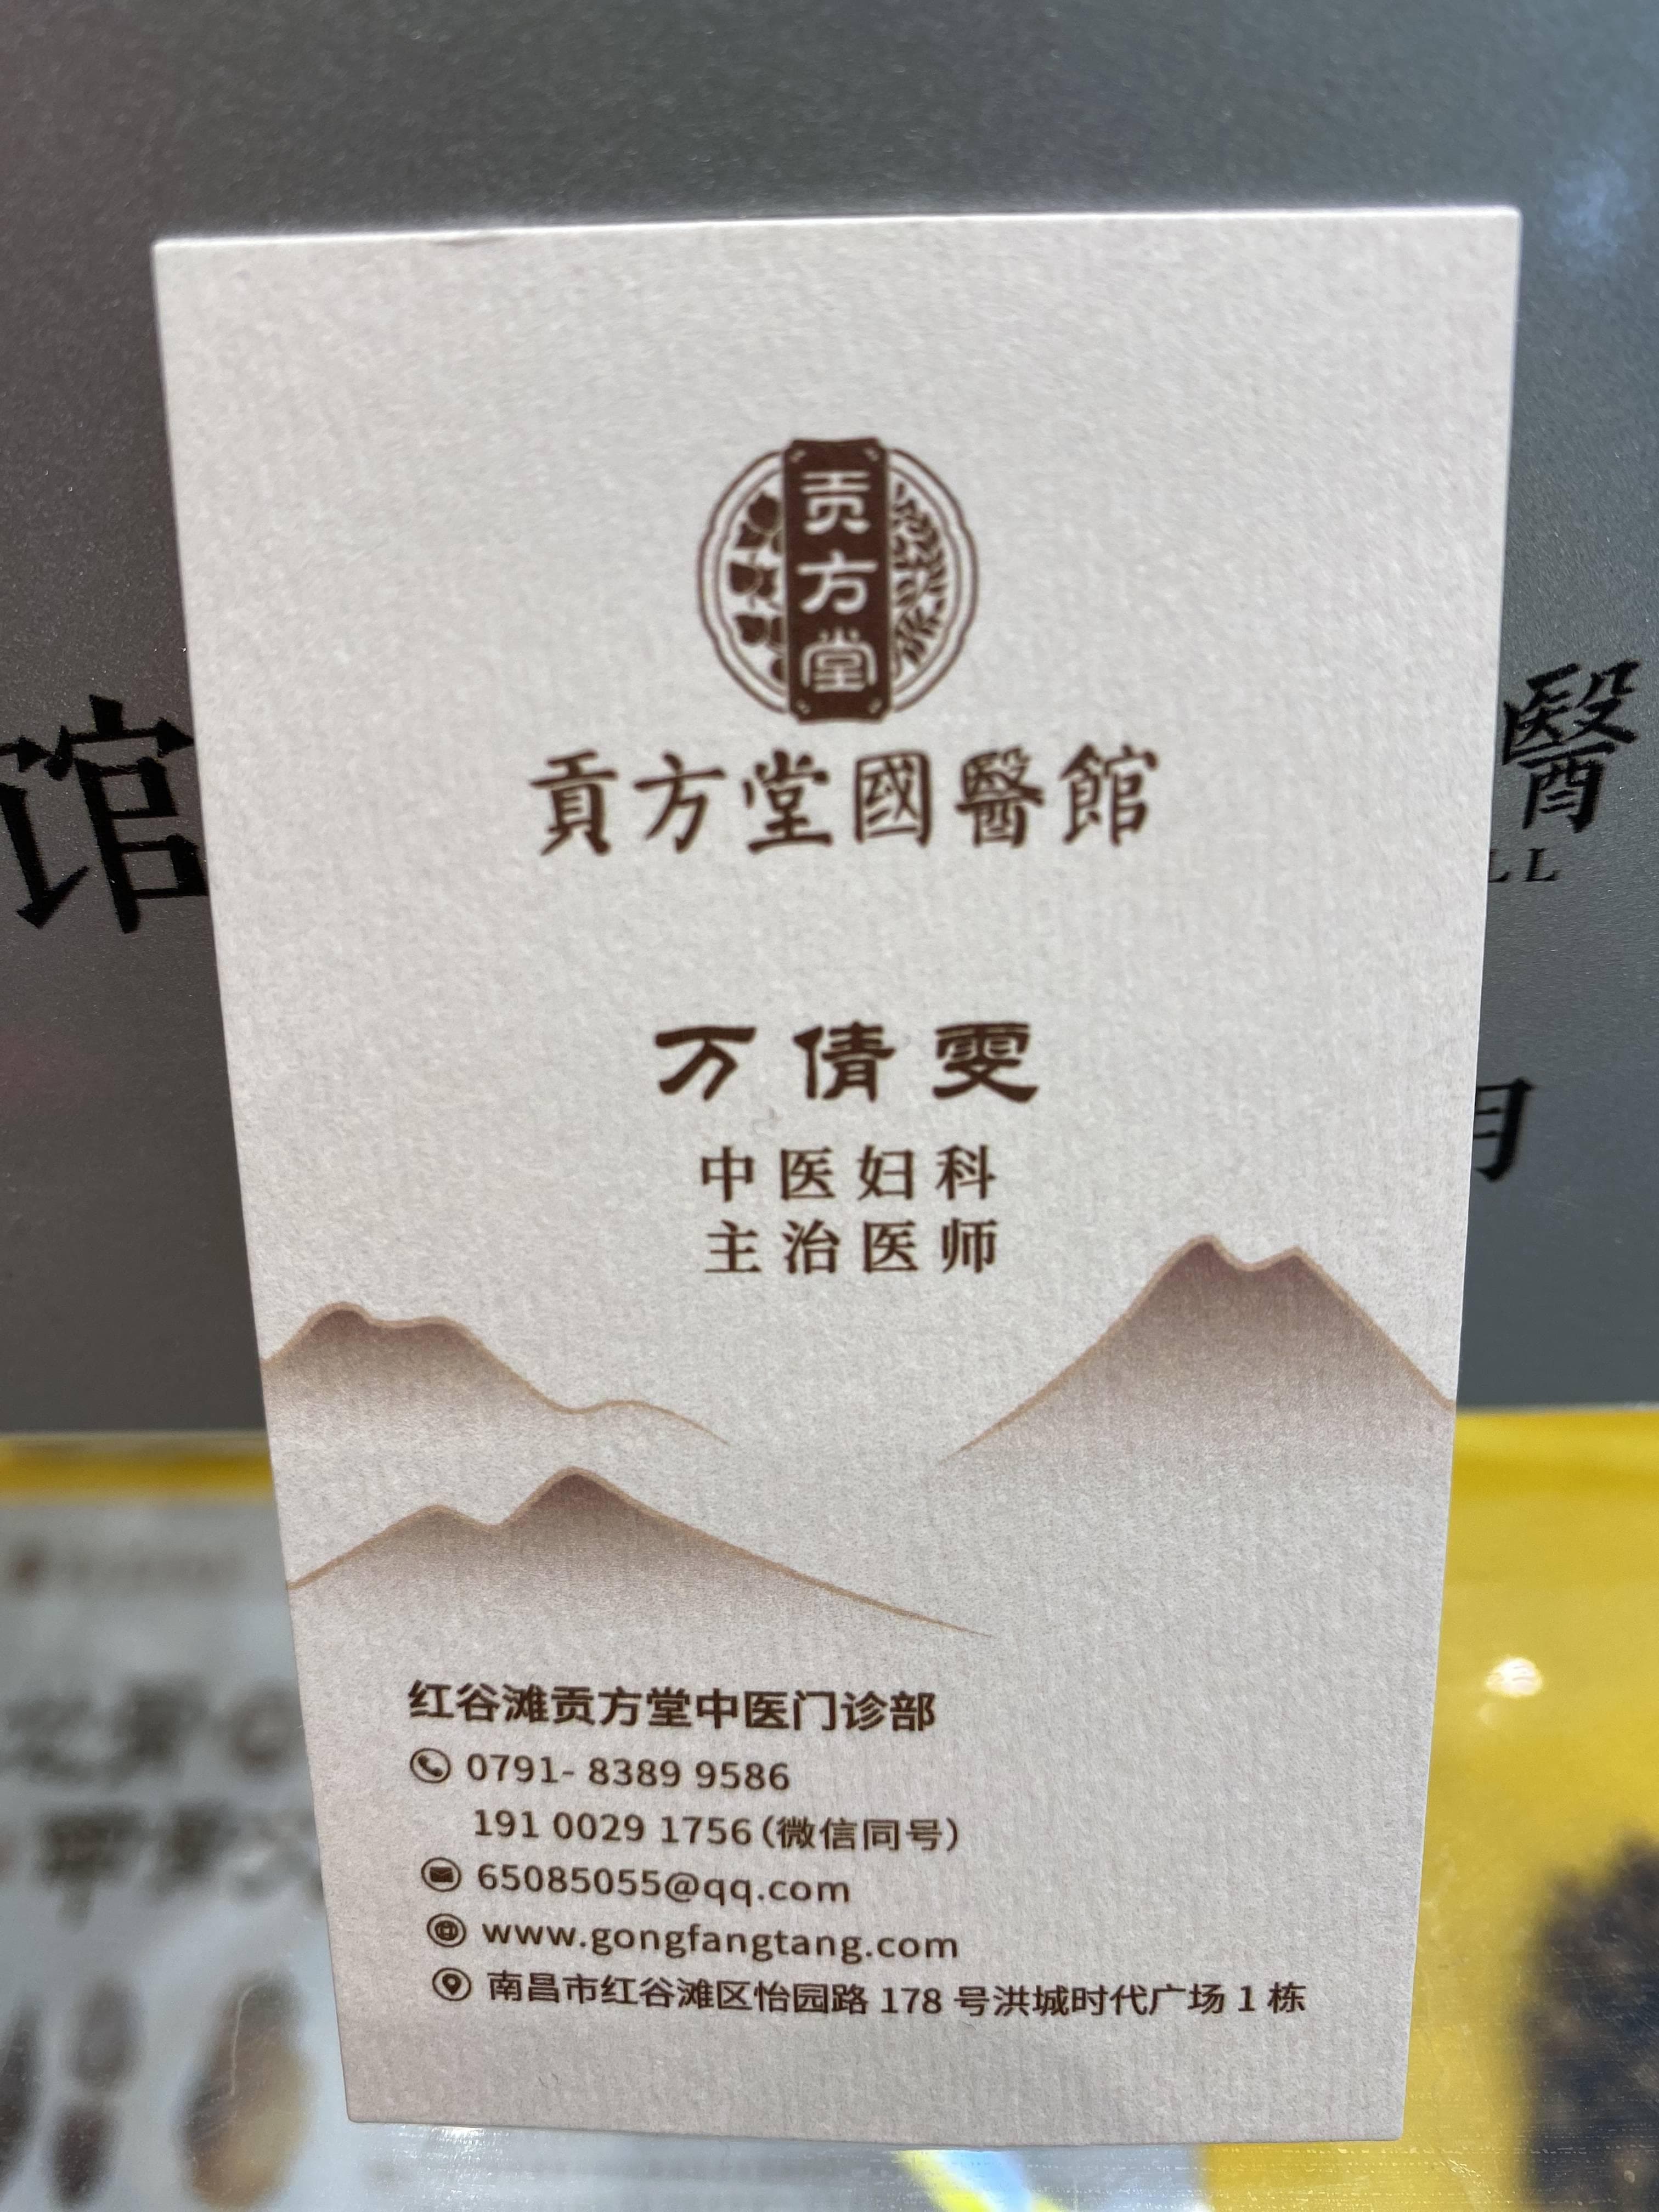 贡方堂
貢方堂國醫館
万倩雯
中医妇科
主治医师
红谷滩贡方堂中医门诊部
0791- 8389 9586
191 0029 1756(微信同号)
65085055@qq.com
www.gongfangtang.com
南昌市红谷滩区怡园路 178 号洪城时代广场 1 栋
馆
醫
LL